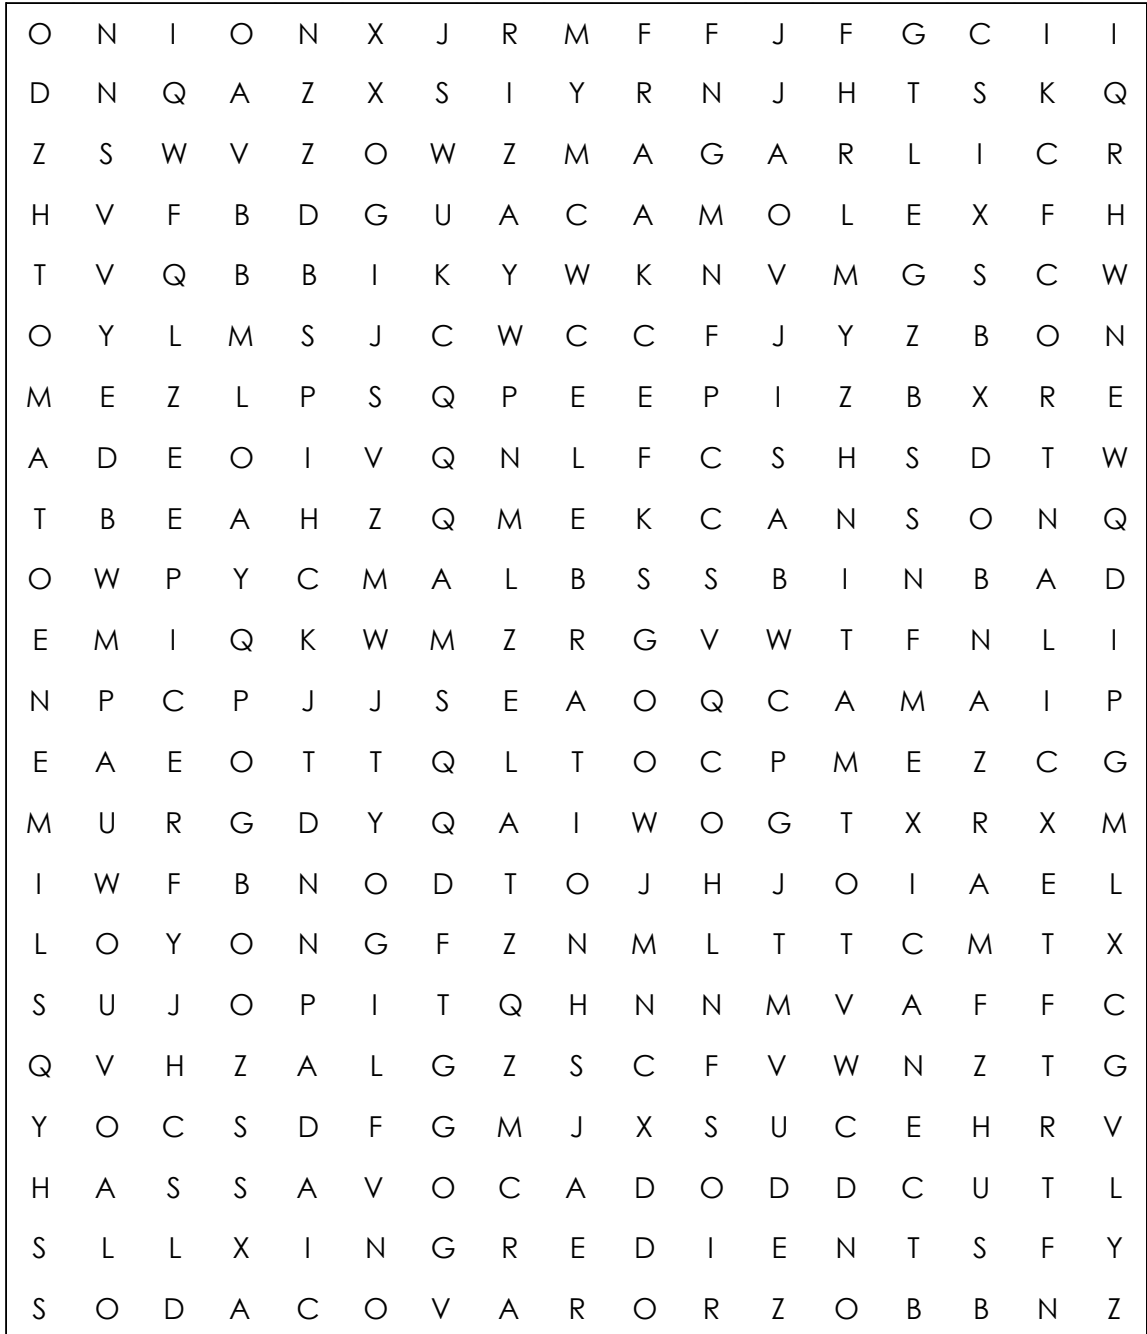 O N I O N X J R M F F J F G C I I
D N Q A Z X S I Y R N J H T S K Q
Z S W V Z O W Z M A G A R L I C R
H V F B D G U A C A M O L E X F H
T V Q B B I K Y W K N V M G S C W
O Y L M S J C W C C F J Y Z B O N
M E Z L P S Q P E E P I Z B X R E
A D E O I V Q N L F C S H S D T W
T B E A H Z Q M E K C A N S O N Q
O W P Y C M A L B S S B I N B A D
E M I Q K W M Z R G V W T F N L I
N P C P J J S E A O Q C A M A I P
E A E O T T Q L T O C P M E Z C G
M U R G D Y Q A I W O G T X R X M
I W F B N O D T O J H J O I A E L
L O Y O N G F Z N M L T T C M T X
S U J O P I T Q H N N M V A F F C
Q V H Z A L G Z S C F V W N Z T G
Y O C S D F G M J X S U C E H R V
H A S S A V O C A D O D D C U T L
S L L X I N G R E D I E N T S F Y
S O D A C O V A R O R Z O B B N Z